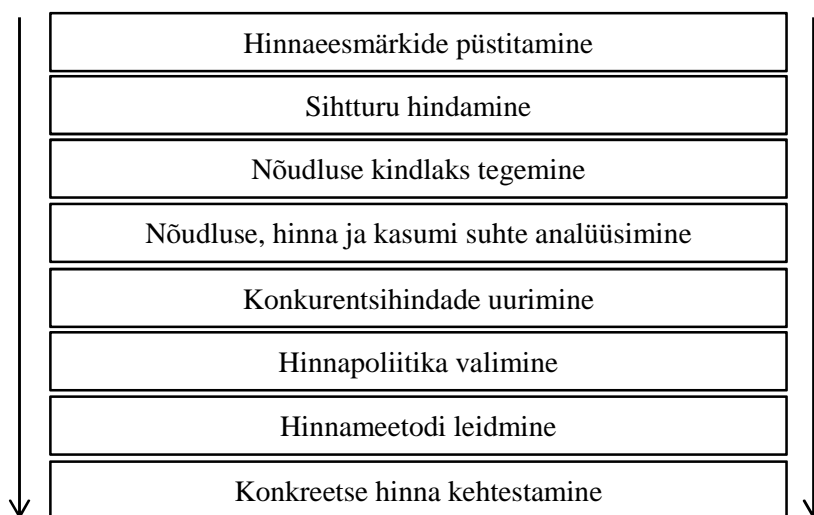 Hinnaeesmärkide püstitamine
Sihtturu hindamine
Nõudluse kindlaks tegemine
Nõudluse, hinna ja kasumi suhte analüüsimine
Konkurentsihindade uurimine
Hinnapoliitika valimine
Hinnameetodi leidmine
Konkreetse hinna kehtestamine